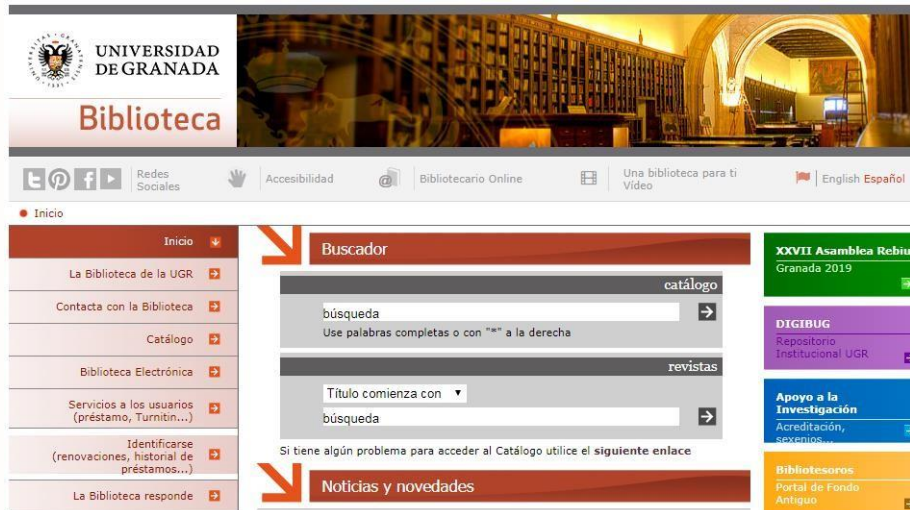 UNIVERSIDAD
DE GRANADA
Biblioteca
Redes
Sociales
Accesibilidad
Bibliotecario Online
Una biblioteca para ti
Vídeo
English Español
Inicio
Inicio
La Biblioteca de la UGR
Contacta con la Biblioteca
Catálogo
Biblioteca Electrónica
Servicios a los usuarios
(préstamo, Turnitin...)
Identificarse
(renovaciones, historial de
préstamos...)
La Biblioteca responde
Buscador
catálogo
búsqueda
Use palabras completas o con "*" a la derecha
revistas
Título comienza con
búsqueda
Si tiene algún problema para acceder al Catálogo utilice el siguiente enlace
Noticias y novedades
XXVII Asamblea Rebiu
Granada 2019
DIGIBUG
Repositorio
Institucional UGR
Apoyo a la
Investigación
Acreditación,
sexenios...
Bibliotesoros
Portal de Fondo
Antiguo